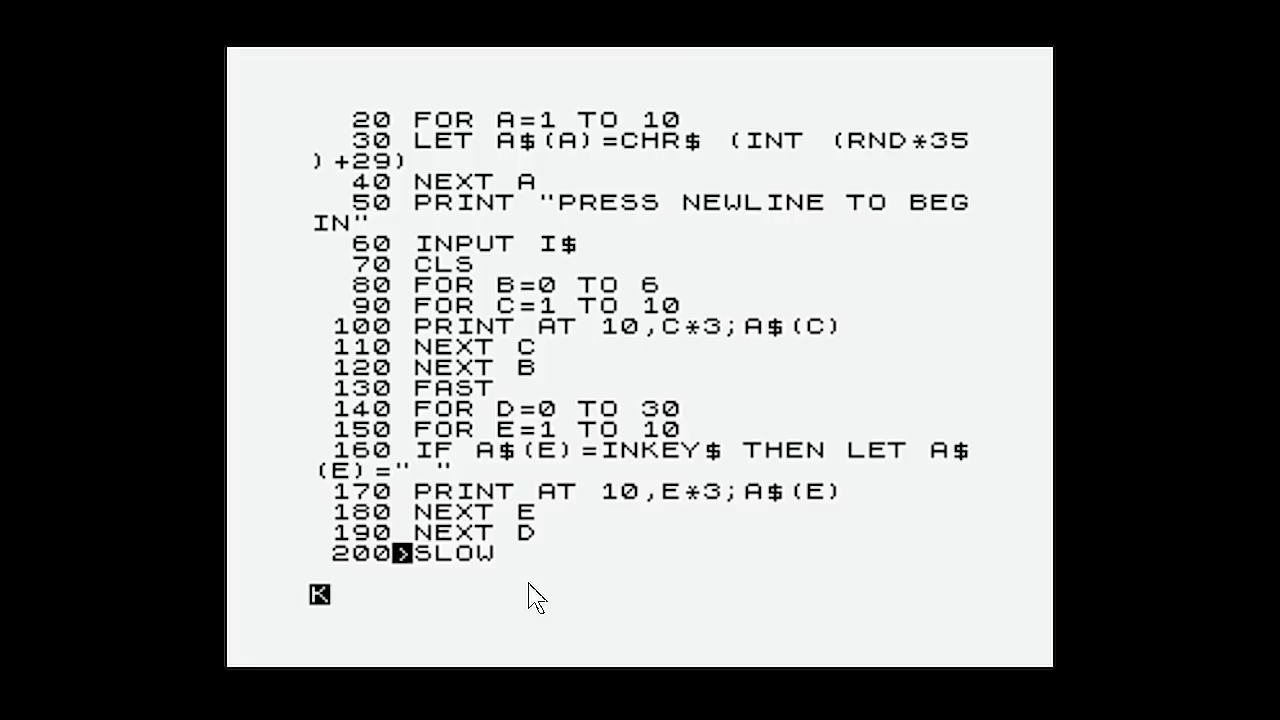 20 FOR A=1 TO 10
30 LET A$(A)=CHR$ (INT (RND*35
)+29)
40 NEXT A
50 PRINT "PRESS NEWLINE TO BEG
IN"
60 INPUT I$
70 CLS
80 FOR B=0 TO 6
90 FOR C=1 TO 10
100 PRINT AT 10,C*3;A$(C)
110 NEXT C
120 NEXT B
130 FAST
140 FOR D=0 TO 30
150 FOR E=1 TO 10
160 IF A$(E)=INKEY$ THEN LET A$
(E)=" "
170 PRINT AT 10,E*3;A$(E)
180 NEXT E
190 NEXT D
200>SLOW
K